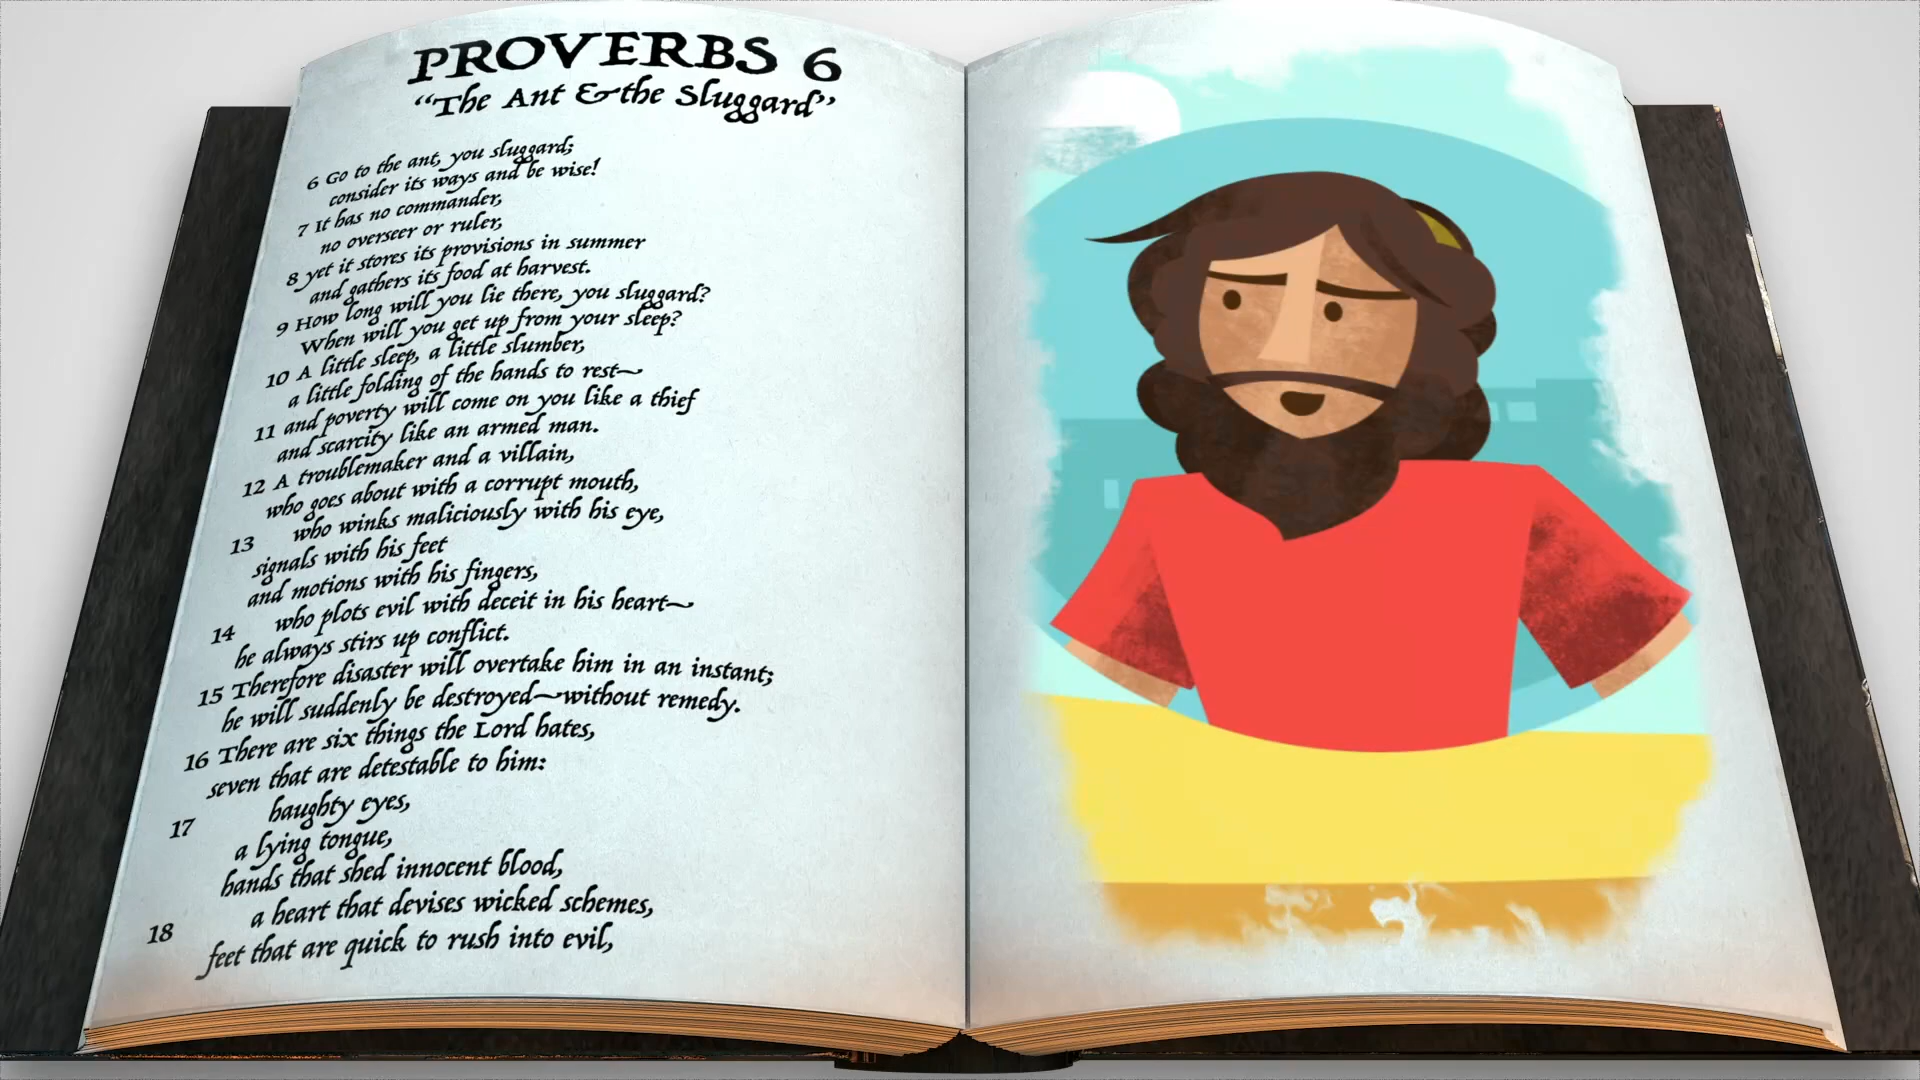 PROVERBS 6
“The Ant & the Sluggard”
6 Go to the ant, you sluggard;
consider its ways and be wise!
7 It has no commander,
no overseer or ruler,
8 yet it stores its provisions in summer
and gathers its food at harvest.
9 How long will you lie there, you sluggard?
When will you get up from your sleep?
10 A little sleep, a little slumber,
a little folding of the hands to rest—
11 and poverty will come on you like a thief
and scarcity like an armed man.
12 A troublemaker and a villain,
who goes about with a corrupt mouth,
13 who winks maliciously with his eye,
signals with his feet
and motions with his fingers,
14 who plots evil with deceit in his heart—
he always stirs up conflict.
15 Therefore disaster will overtake him in an instant;
he will suddenly be destroyed—without remedy.
16 There are six things the Lord hates,
seven that are detestable to him:
17 haughty eyes,
a lying tongue,
hands that shed innocent blood,
18 a heart that devises wicked schemes,
feet that are quick to rush into evil,